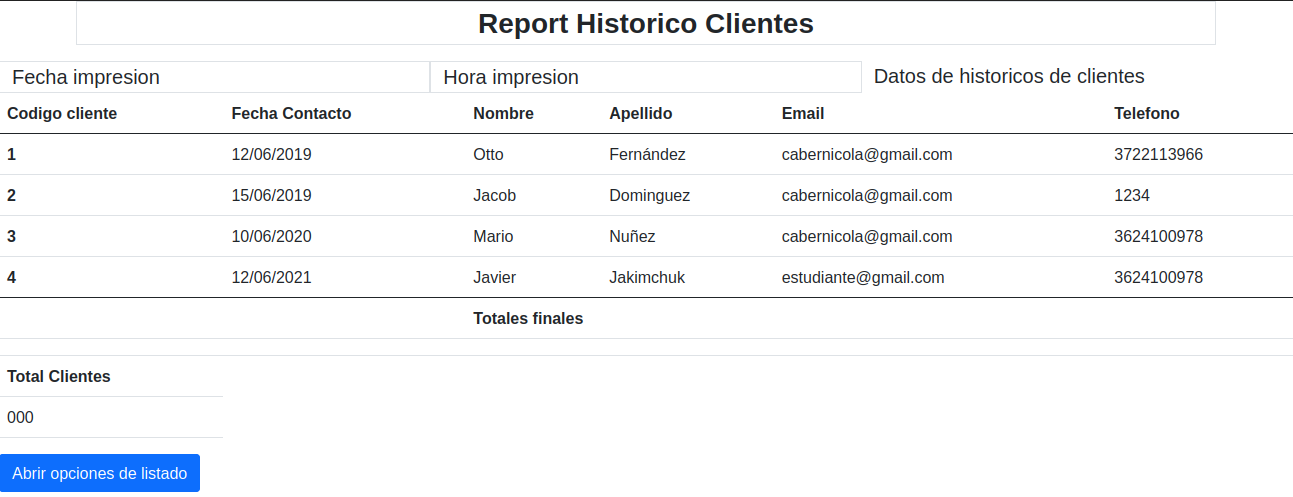 Report Historico Clientes
Fecha impresion Hora impresion Datos de historicos de clientes
Codigo cliente Fecha Contacto Nombre Apellido Email Telefono
1 12/06/2019 Otto Fernández cabernicola@gmail.com 3722113966
2 15/06/2019 Jacob Dominguez cabernicola@gmail.com 1234
3 10/06/2020 Mario Nuñez cabernicola@gmail.com 3624100978
4 12/06/2021 Javier Jakimchuk estudiante@gmail.com 3624100978
Totales finales
Total Clientes
000
Abrir opciones de listado